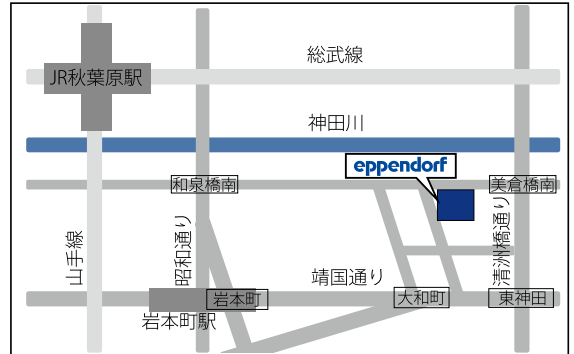 総武線
JR秋葉原駅
神田川
eppendorf
和泉橋南
美倉橋南
山手線
昭和通り
清洲橋通り
靖国通り
岩本町
大和町
東神田
岩本町駅